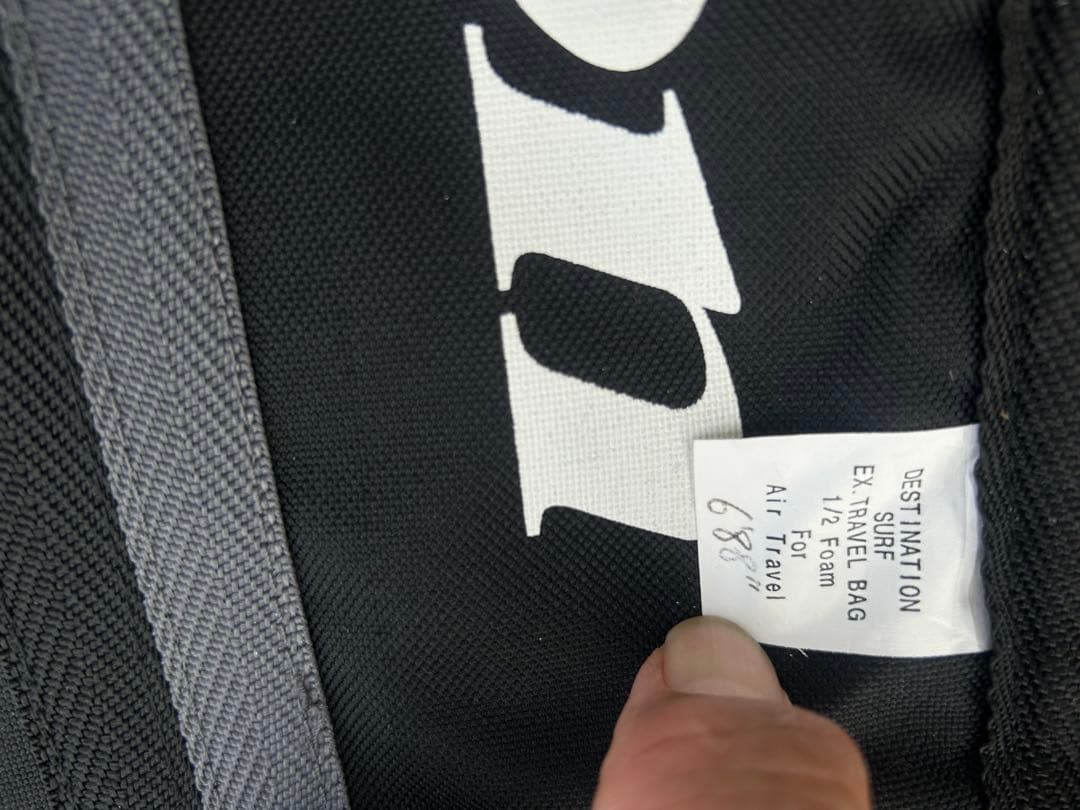 DESTINATION
SURF
EX.TRAVEL BAG
1/2 Foam
For
Air Travel
6'8"